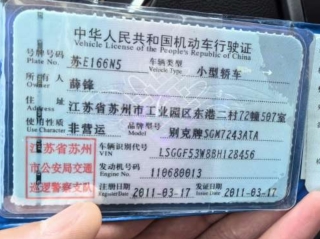 中华人民共和国机动车行驶证
Vehicle License of the People's Republic of China
号牌号码 Plate No. 苏E166N5 车辆类型 Vehicle Type 小型轿车
所有人 Owner 薛锋
住址 Address 江苏省苏州市工业园区东港二村72幢507室
使用性质 Use Character 非营运 品牌型号 Model 别克牌SGM7243ATA
江苏省苏州市公安局交通巡逻警察支队
车辆识别代号 VIN LSGGF53W8BH128456
发动机号码 Engine No. 110680013
注册日期 Register Date 2011-03-17 发证日期 Issue Date 2011-03-17